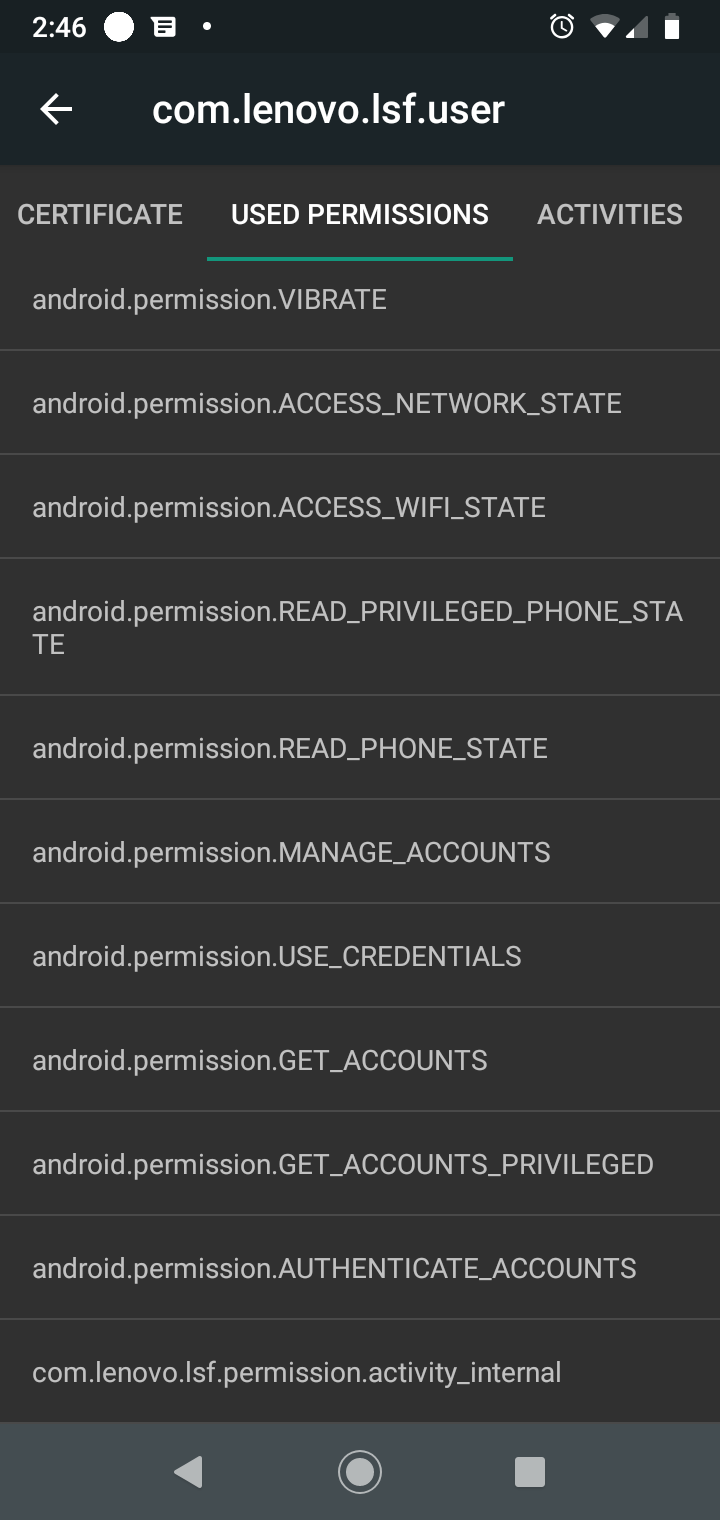 2:46
com.lenovo.lsf.user
CERTIFICATE USED PERMISSIONS ACTIVITIES
android.permission.VIBRATE
android.permission.ACCESS_NETWORK_STATE
android.permission.ACCESS_WIFI_STATE
android.permission.READ_PRIVILEGED_PHONE_STA
TE
android.permission.READ_PHONE_STATE
android.permission.MANAGE_ACCOUNTS
android.permission.USE_CREDENTIALS
android.permission.GET_ACCOUNTS
android.permission.GET_ACCOUNTS_PRIVILEGED
android.permission.AUTHENTICATE_ACCOUNTS
com.lenovo.lsf.permission.activity_internal